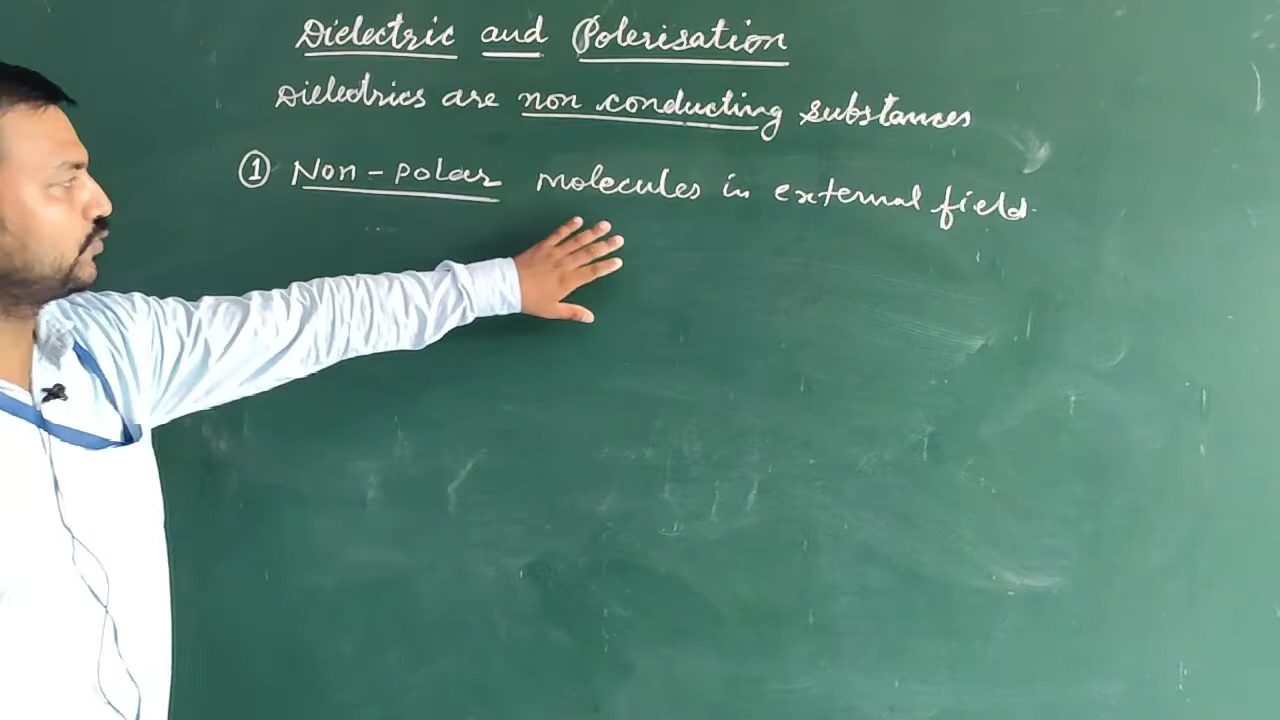 Dielectric and Polerisation
Dielectrics are non conducting substances
① Non-polar molecules in external field.